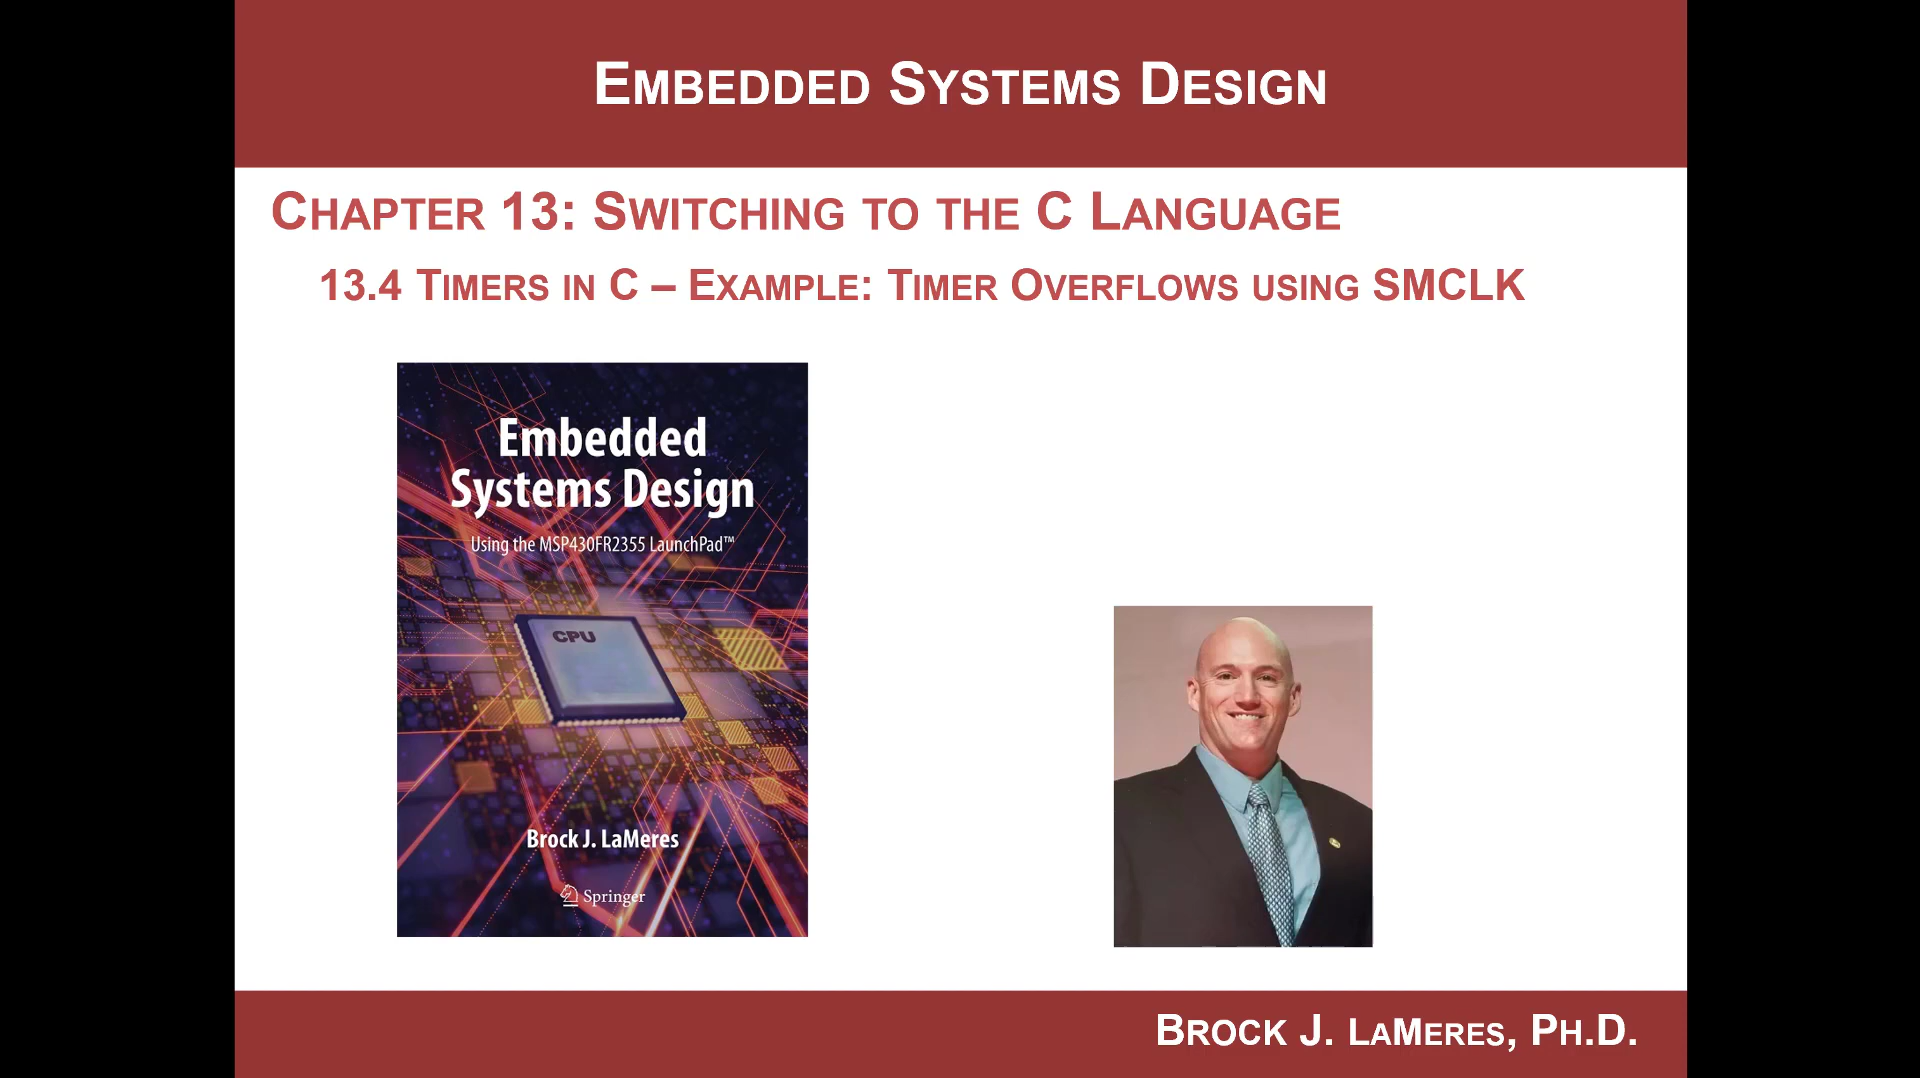 EMBEDDED SYSTEMS DESIGN
CHAPTER 13: SWITCHING TO THE C LANGUAGE
13.4 TIMERS IN C – EXAMPLE: TIMER OVERFLOWS USING SMCLK
Embedded
Systems Design
Using the MSP430FR2355 LaunchPad™
CPU
Brock J. LaMeres
Springer
BROCK J. LAMERES, PH.D.